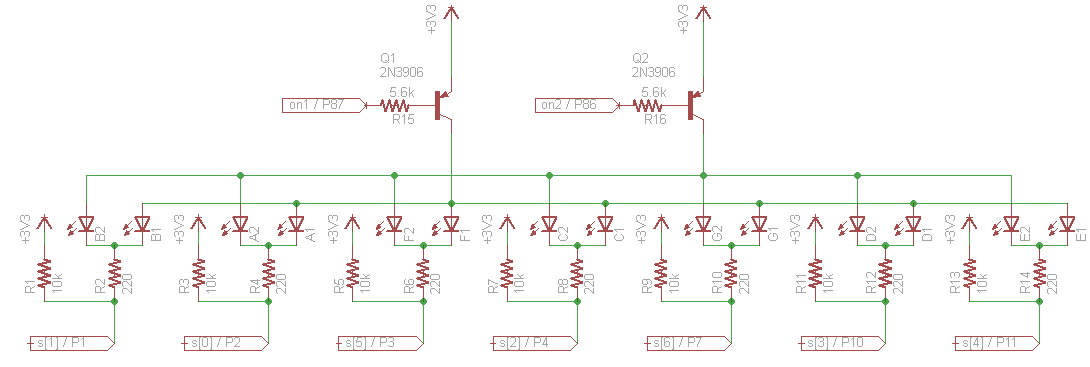 +3V3
+3V3
Q1
2N3906
5.6k
on1 / P87
R15
Q2
2N3906
5.6k
on2 / P86
R16
+3V3
B2
B1
+3V3
A2
A1
+3V3
F2
F1
+3V3
C2
C1
+3V3
G2
G1
+3V3
D2
D1
+3V3
E2
E1
R1
10k
R2
220
R3
10k
R4
220
R5
10k
R6
220
R7
10k
R8
220
R9
10k
R10
220
R11
10k
R12
220
R13
10k
R14
220
s[1] / P1
s[0] / P2
s[5] / P3
s[2] / P4
s[6] / P7
s[3] / P10
s[4] / P11